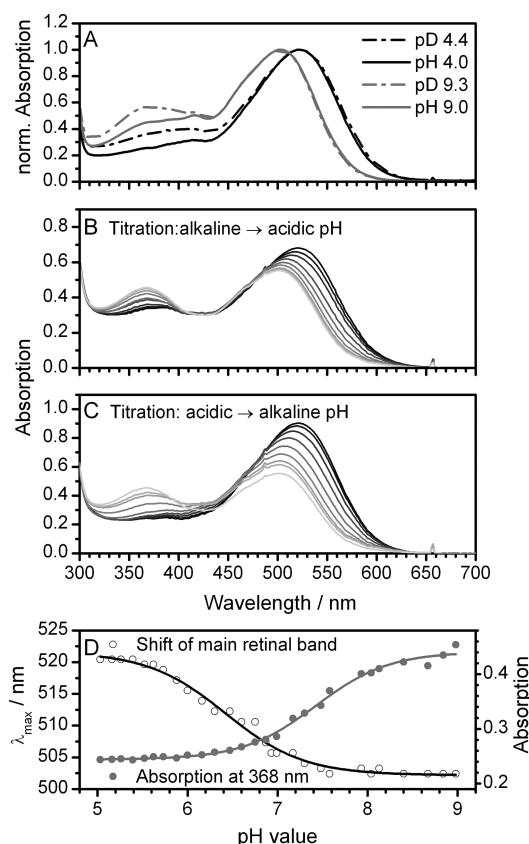 A
norm. Absorption
1.2
1.0
0.8
0.6
0.4
0.2
0.0
pD 4.4
pH 4.0
pD 9.3
pH 9.0
B Titration:alkaline → acidic pH
0.8
0.6
0.4
0.2
0.0
Absorption
C Titration: acidic → alkaline pH
1.0
0.8
0.6
0.4
0.2
0.0
300 350 400 450 500 550 600 650 700
Wavelength / nm
D Shift of main retinal band
λmax / nm
525
520
515
510
505
500
Absorption at 368 nm
0.4
0.3
0.2
Absorption
5 6 7 8 9
pH value